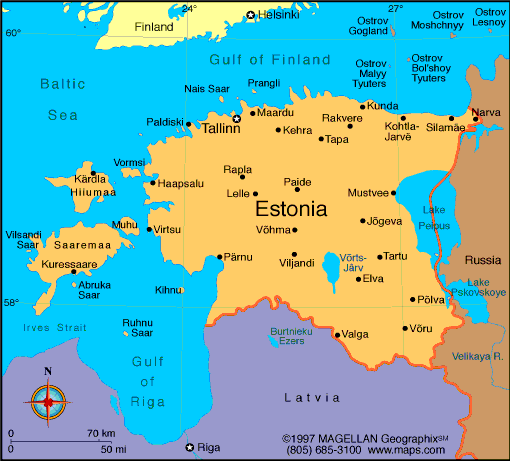 24°
27°
60°
Finland
Helsinki
Ostrov
Gogland
Ostrov
Moshchnyy
Ostrov
Lesnoy
Gulf of Finland
Baltic
Sea
Ostrov
Malyy
Tyuters
Ostrov
Bol'shoy
Tyuters
Nais Saar
Prangli
Paldiski
Tallinn
Maardu
Kehra
Kunda
Rakvere
Tapa
Kohtla-
Jarvë
Silamäe
Narva
Vormsi
Kärdla
Hiiumaa
Haapsalu
Rapla
Lelle
Paide
Mustvee
Estonia
Lake
Peipus
Muhu
Virtsu
Vilsandi
Saar
Saaremaa
Kuressaare
Abruka
Saar
Võhma
Jõgeva
Pärnu
Viljandi
Võrts-
Järv
Tartu
Elva
Russia
Lake
Pskovskoye
Kihnu
Põlva
58°
Irves Strait
Ruhnu
Saar
Burtnieku
Ezers
Valga
Võru
Velikaya R.
Gulf
of
Riga
Latvia
N
0 70 km
0 50 mi
Riga
©1997 MAGELLAN Geographix℠
(805) 685-3100 www.maps.com